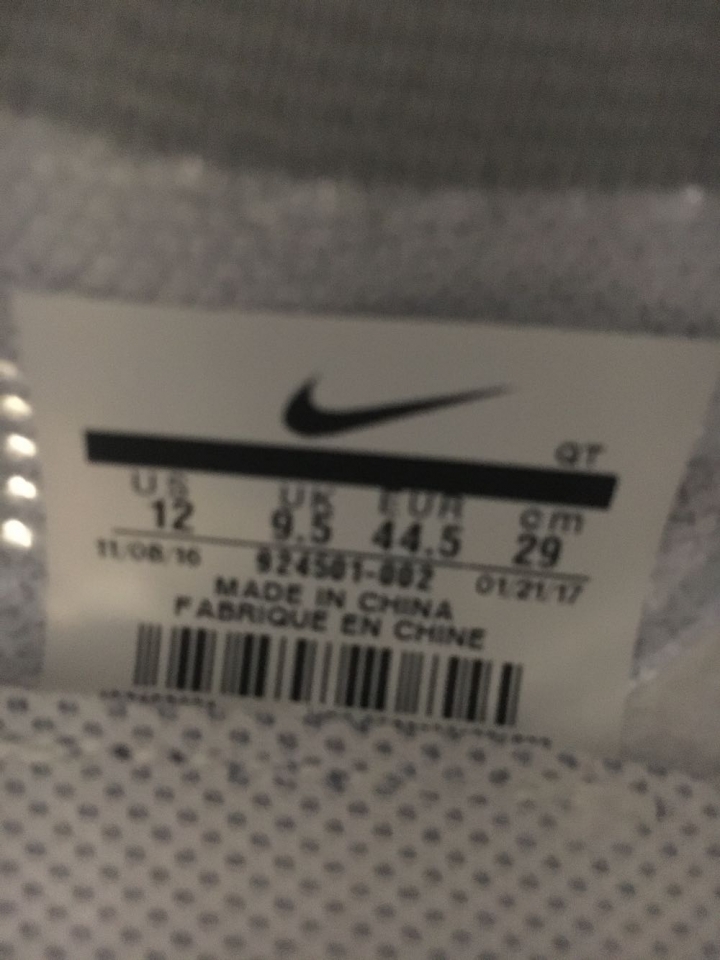 QT
US UK EUR cm
12 9.5 44.5 29
11/08/16 924501-002 01/21/17
MADE IN CHINA
FABRIQUE EN CHINE